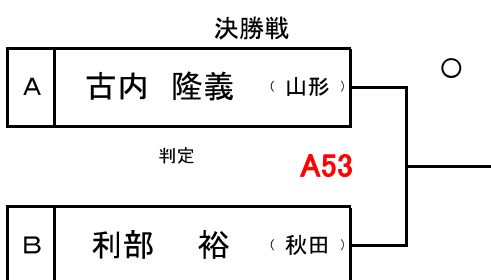 決勝戦
○
A 古内 隆義 （ 山形 ）
判定
A53
B 利部 裕 （ 秋田 ）